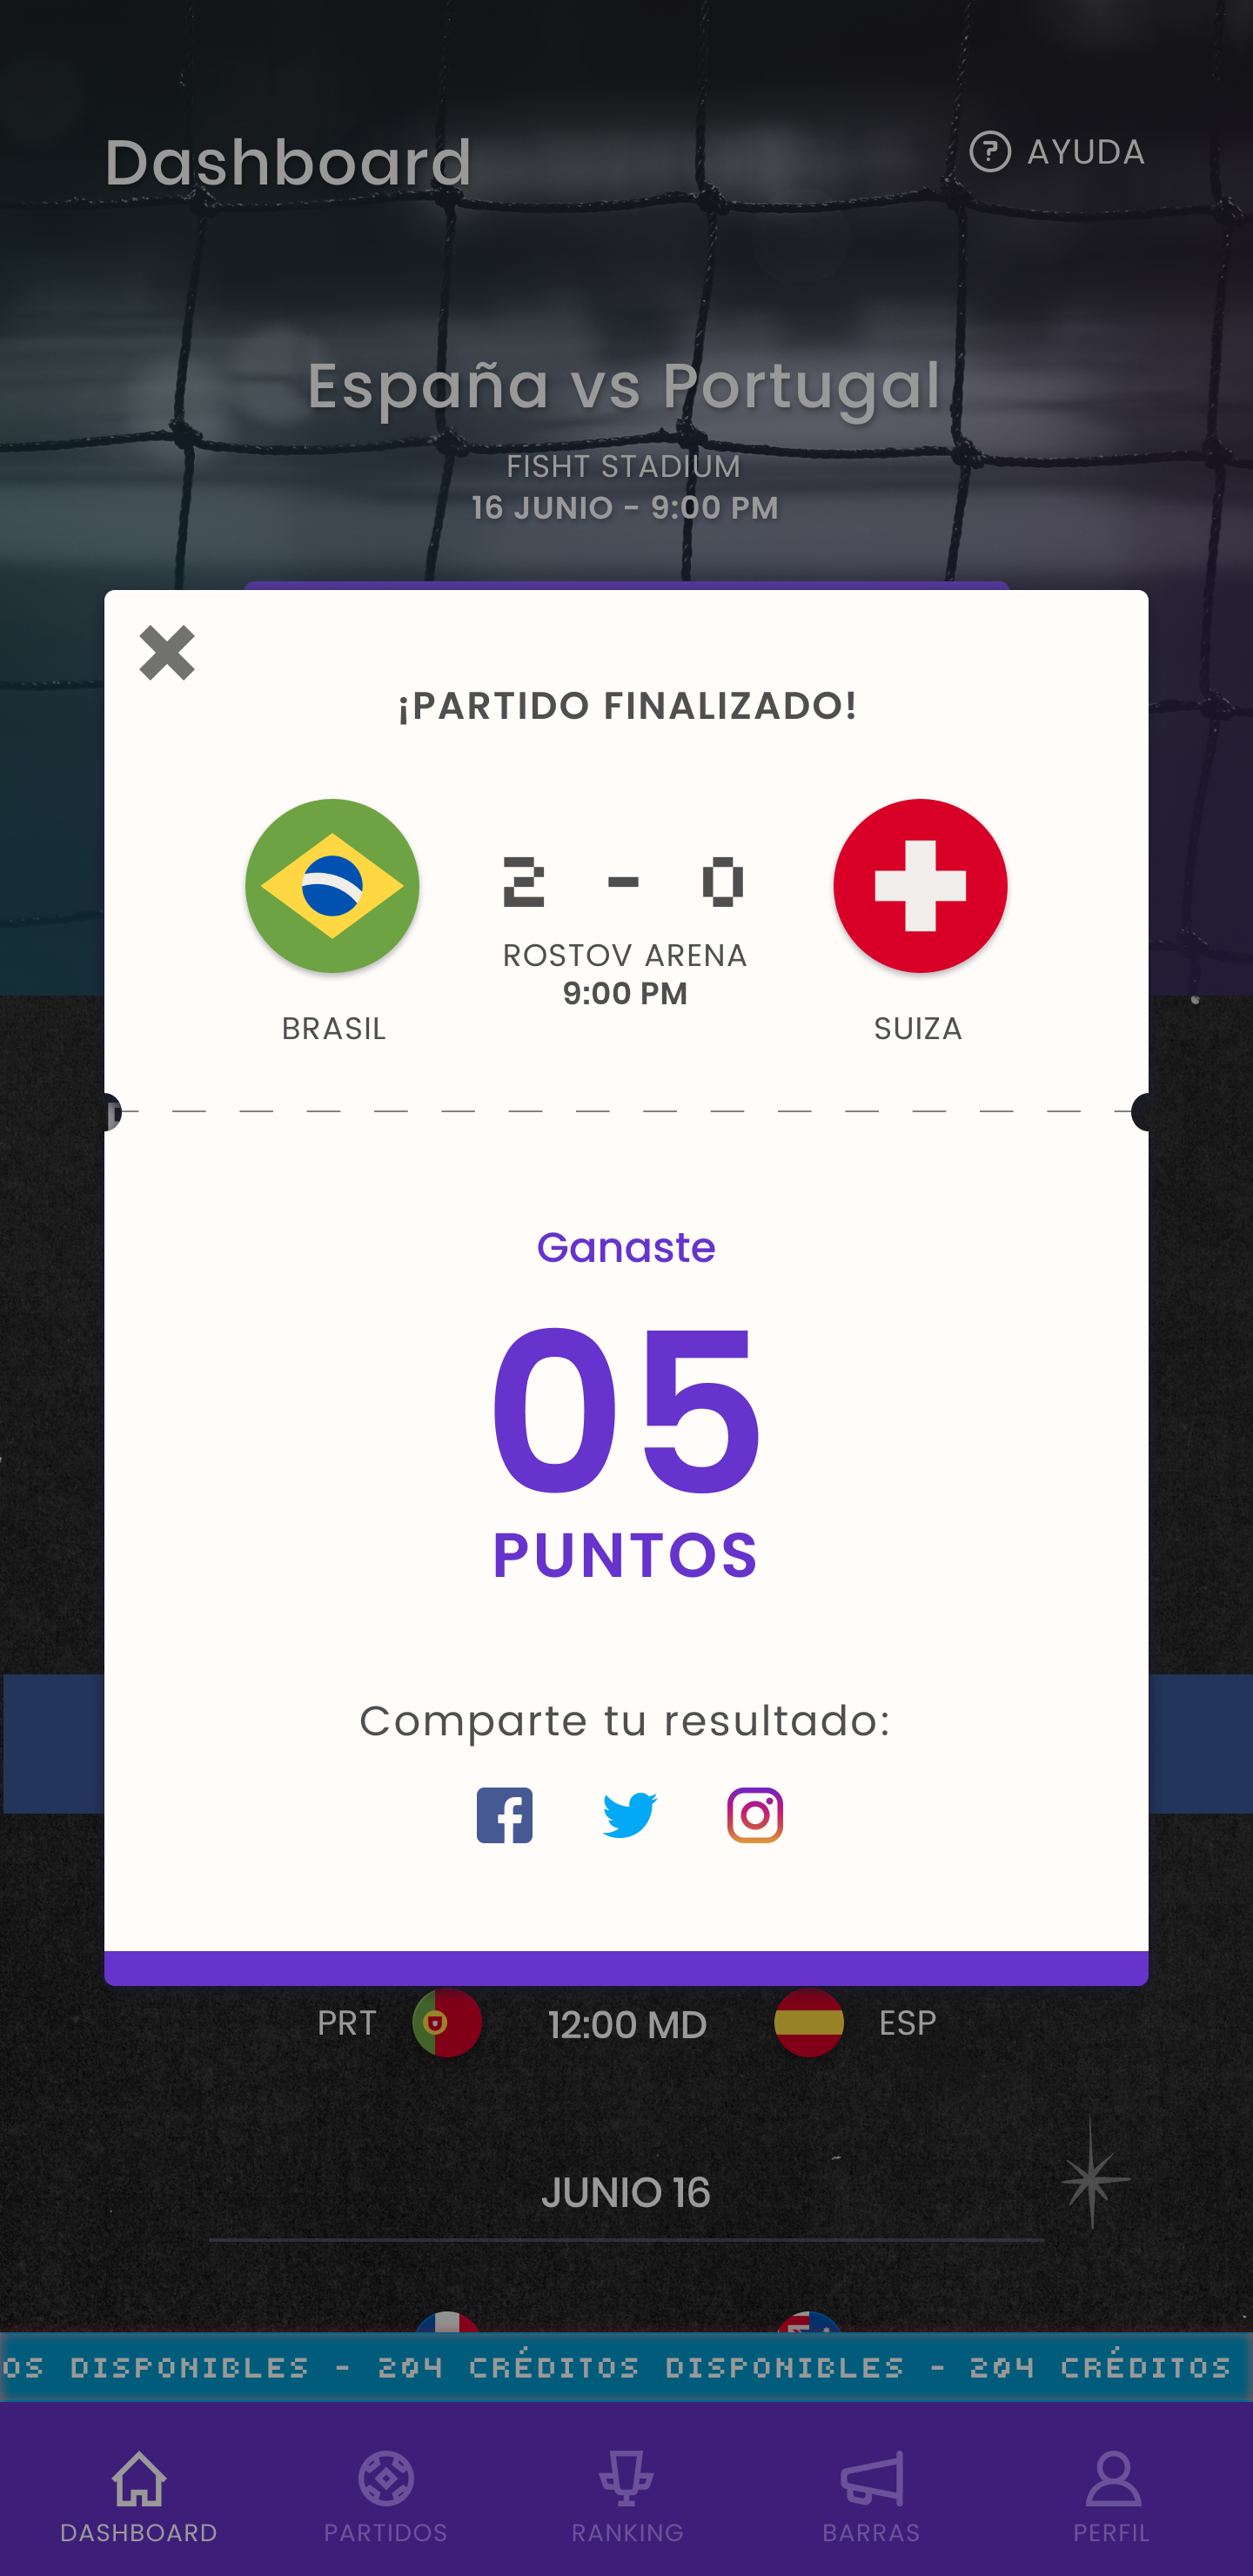 Dashboard
AYUDA
España vs Portugal
FISHT STADIUM
16 JUNIO - 9:00 PM
¡PARTIDO FINALIZADO!
2 - 0
ROSTOV ARENA
9:00 PM
BRASIL
SUIZA
Ganaste
05
PUNTOS
Comparte tu resultado:
PRT
12:00 MD
ESP
JUNIO 16
OS DISPONIBLES - 204 CRÉDITOS DISPONIBLES - 204 CRÉDITOS
DASHBOARD
PARTIDOS
RANKING
BARRAS
PERFIL